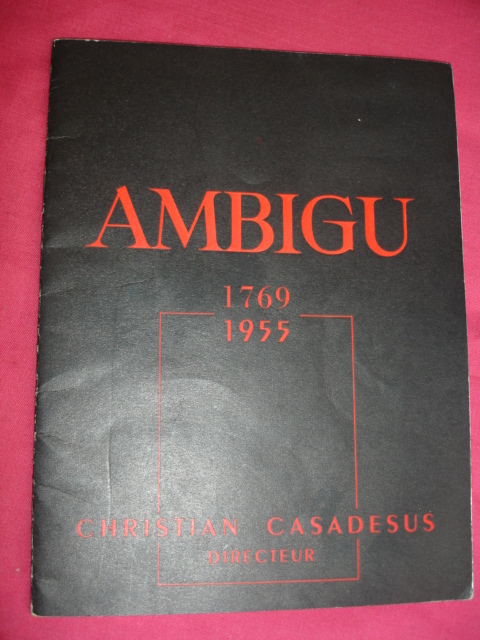 AMBIGU
1769
1955
CHRISTIAN CASADESUS
DIRECTEUR